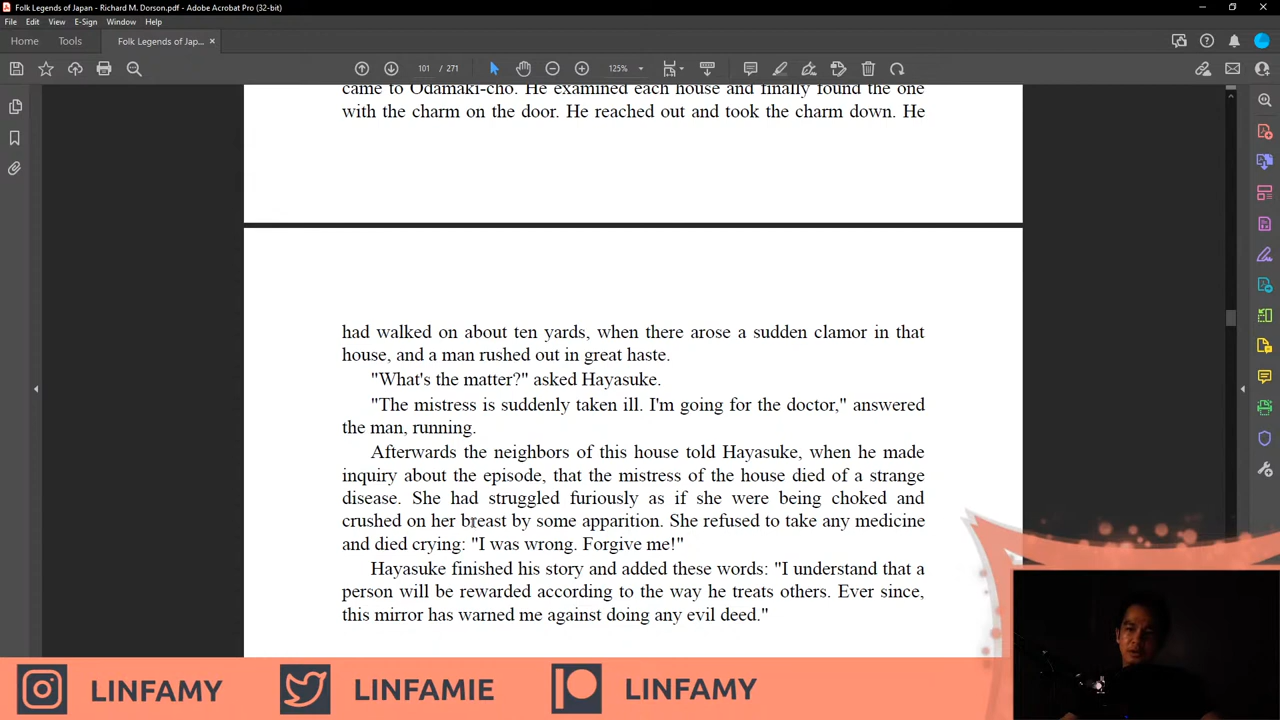 Folk Legends of Japan - Richard M. Dorson.pdf - Adobe Acrobat Pro (32-bit)
File Edit View E-Sign Window Help
Home Tools Folk Legends of Jap... ×
101 / 271 125%
came to Odamaki-cho. He examined each house and finally found the one
with the charm on the door. He reached out and took the charm down. He
had walked on about ten yards, when there arose a sudden clamor in that
house, and a man rushed out in great haste.
"What's the matter?" asked Hayasuke.
"The mistress is suddenly taken ill. I'm going for the doctor," answered
the man, running.
Afterwards the neighbors of this house told Hayasuke, when he made
inquiry about the episode, that the mistress of the house died of a strange
disease. She had struggled furiously as if she were being choked and
crushed on her breast by some apparition. She refused to take any medicine
and died crying: "I was wrong. Forgive me!"
Hayasuke finished his story and added these words: "I understand that a
person will be rewarded according to the way he treats others. Ever since,
this mirror has warned me against doing any evil deed."
LINFAMY LINFAMIE LINFAMY